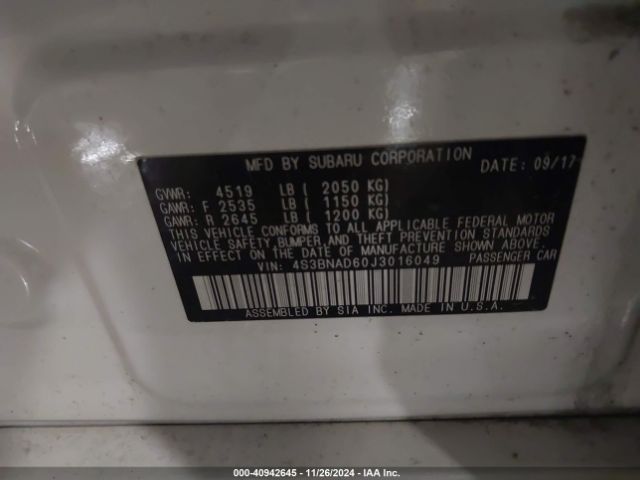 MFD BY SUBARU CORPORATION DATE: 09/17
GVWR: 4519 LB ( 2050 KG)
GAWR: F 2535 LB ( 1150 KG)
GAWR: R 2645 LB ( 1200 KG)
THIS VEHICLE CONFORMS TO ALL APPLICABLE FEDERAL MOTOR
VEHICLE SAFETY, BUMPER, AND THEFT PREVENTION STANDARDS
IN EFFECT ON THE DATE OF MANUFACTURE SHOWN ABOVE.
VIN: 4S3BNAD60J3016049 PASSENGER CAR
ASSEMBLED BY SIA INC. MADE IN U.S.A.
000-40942645 - 11/26/2024 - IAA Inc.